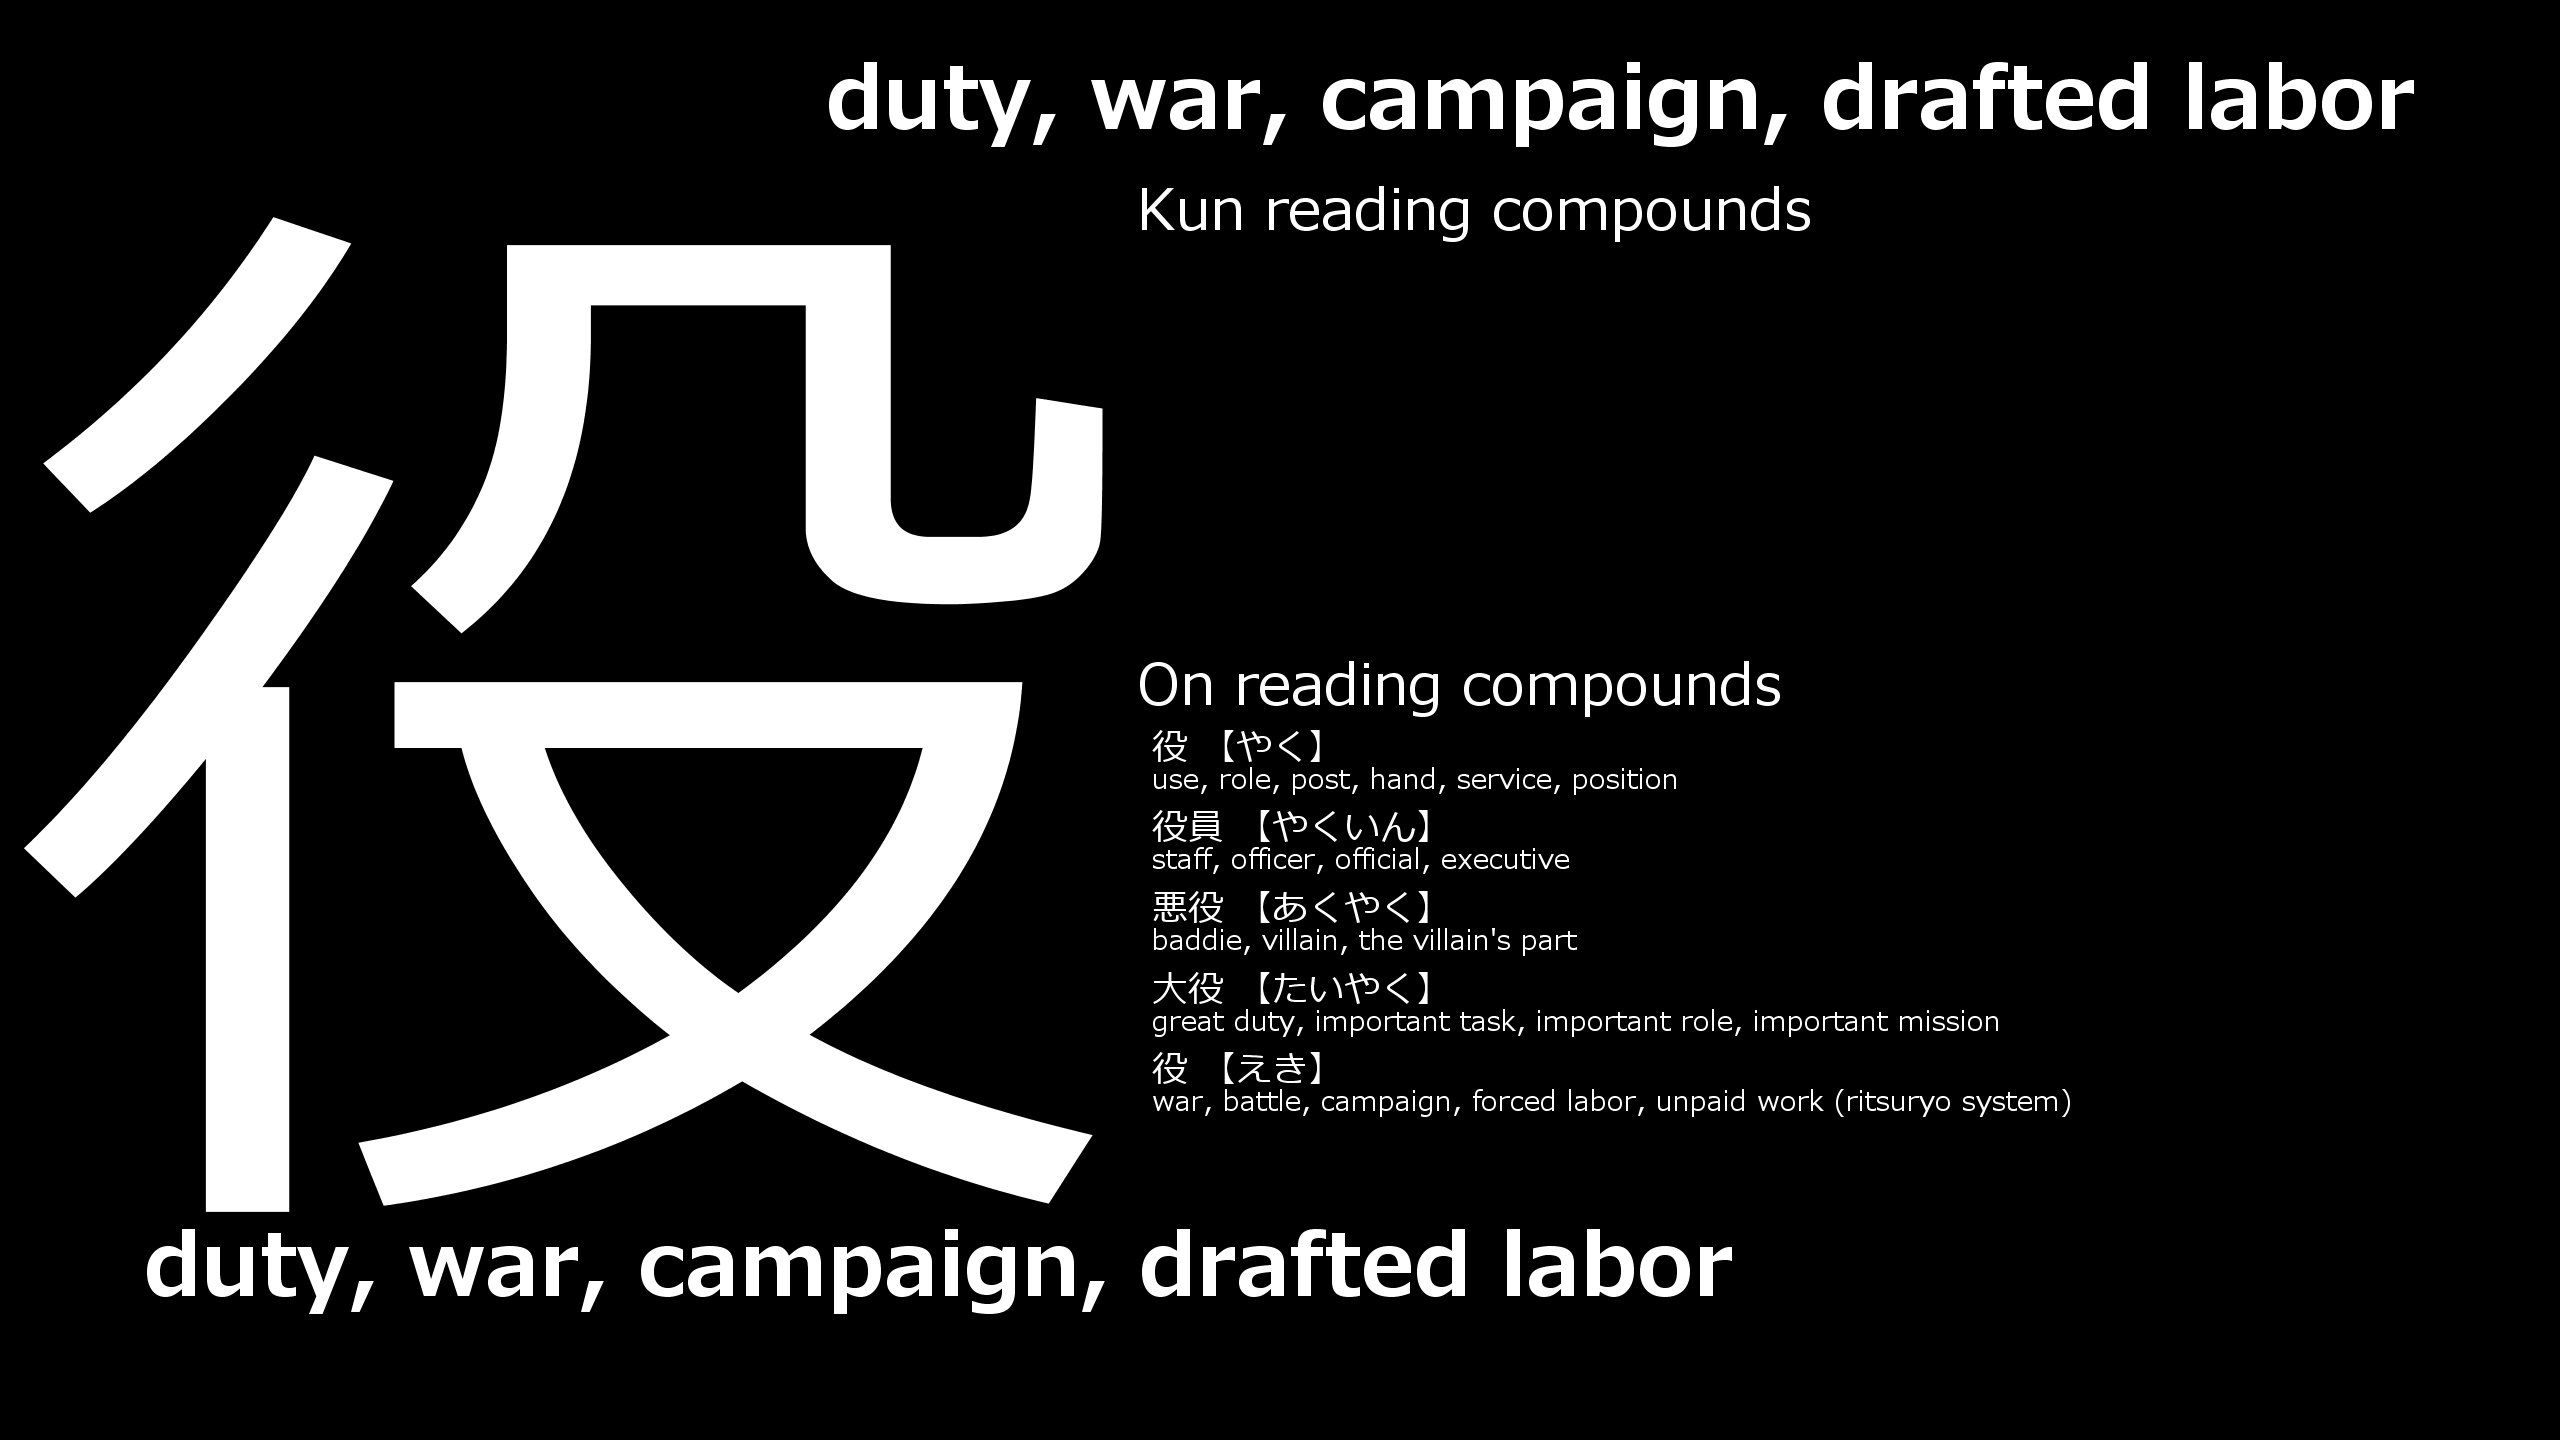 duty, war, campaign, drafted labor
Kun reading compounds
役
On reading compounds
役 【やく】
use, role, post, hand, service, position
役員 【やくいん】
staff, officer, official, executive
悪役 【あくやく】
baddie, villain, the villain's part
大役 【たいやく】
great duty, important task, important role, important mission
役 【えき】
war, battle, campaign, forced labor, unpaid work (ritsuryo system)
duty, war, campaign, drafted labor